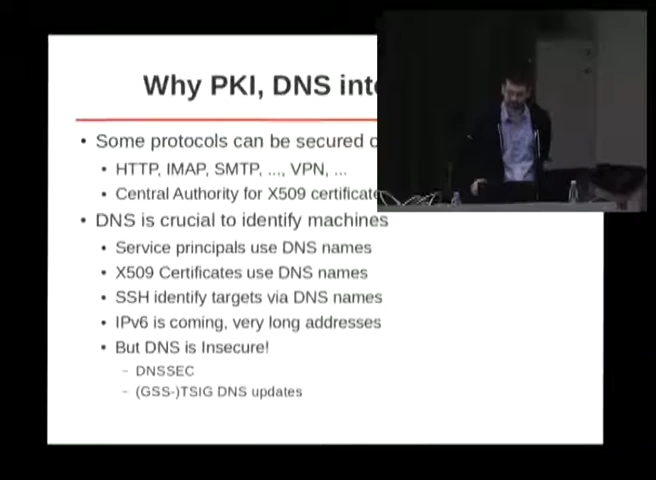 Why PKI, DNS
• Some protocols can be secured
• HTTP, IMAP, SMTP, ..., VPN, ...
• Central Authority for X509
• DNS is crucial to identify machines
• Service principals use DNS names
• X509 Certificates use DNS names
• SSH identify targets via DNS names
• IPv6 is coming, very long addresses
• But DNS is Insecure!
– DNSSEC
– (GSS-)TSIG DNS updates